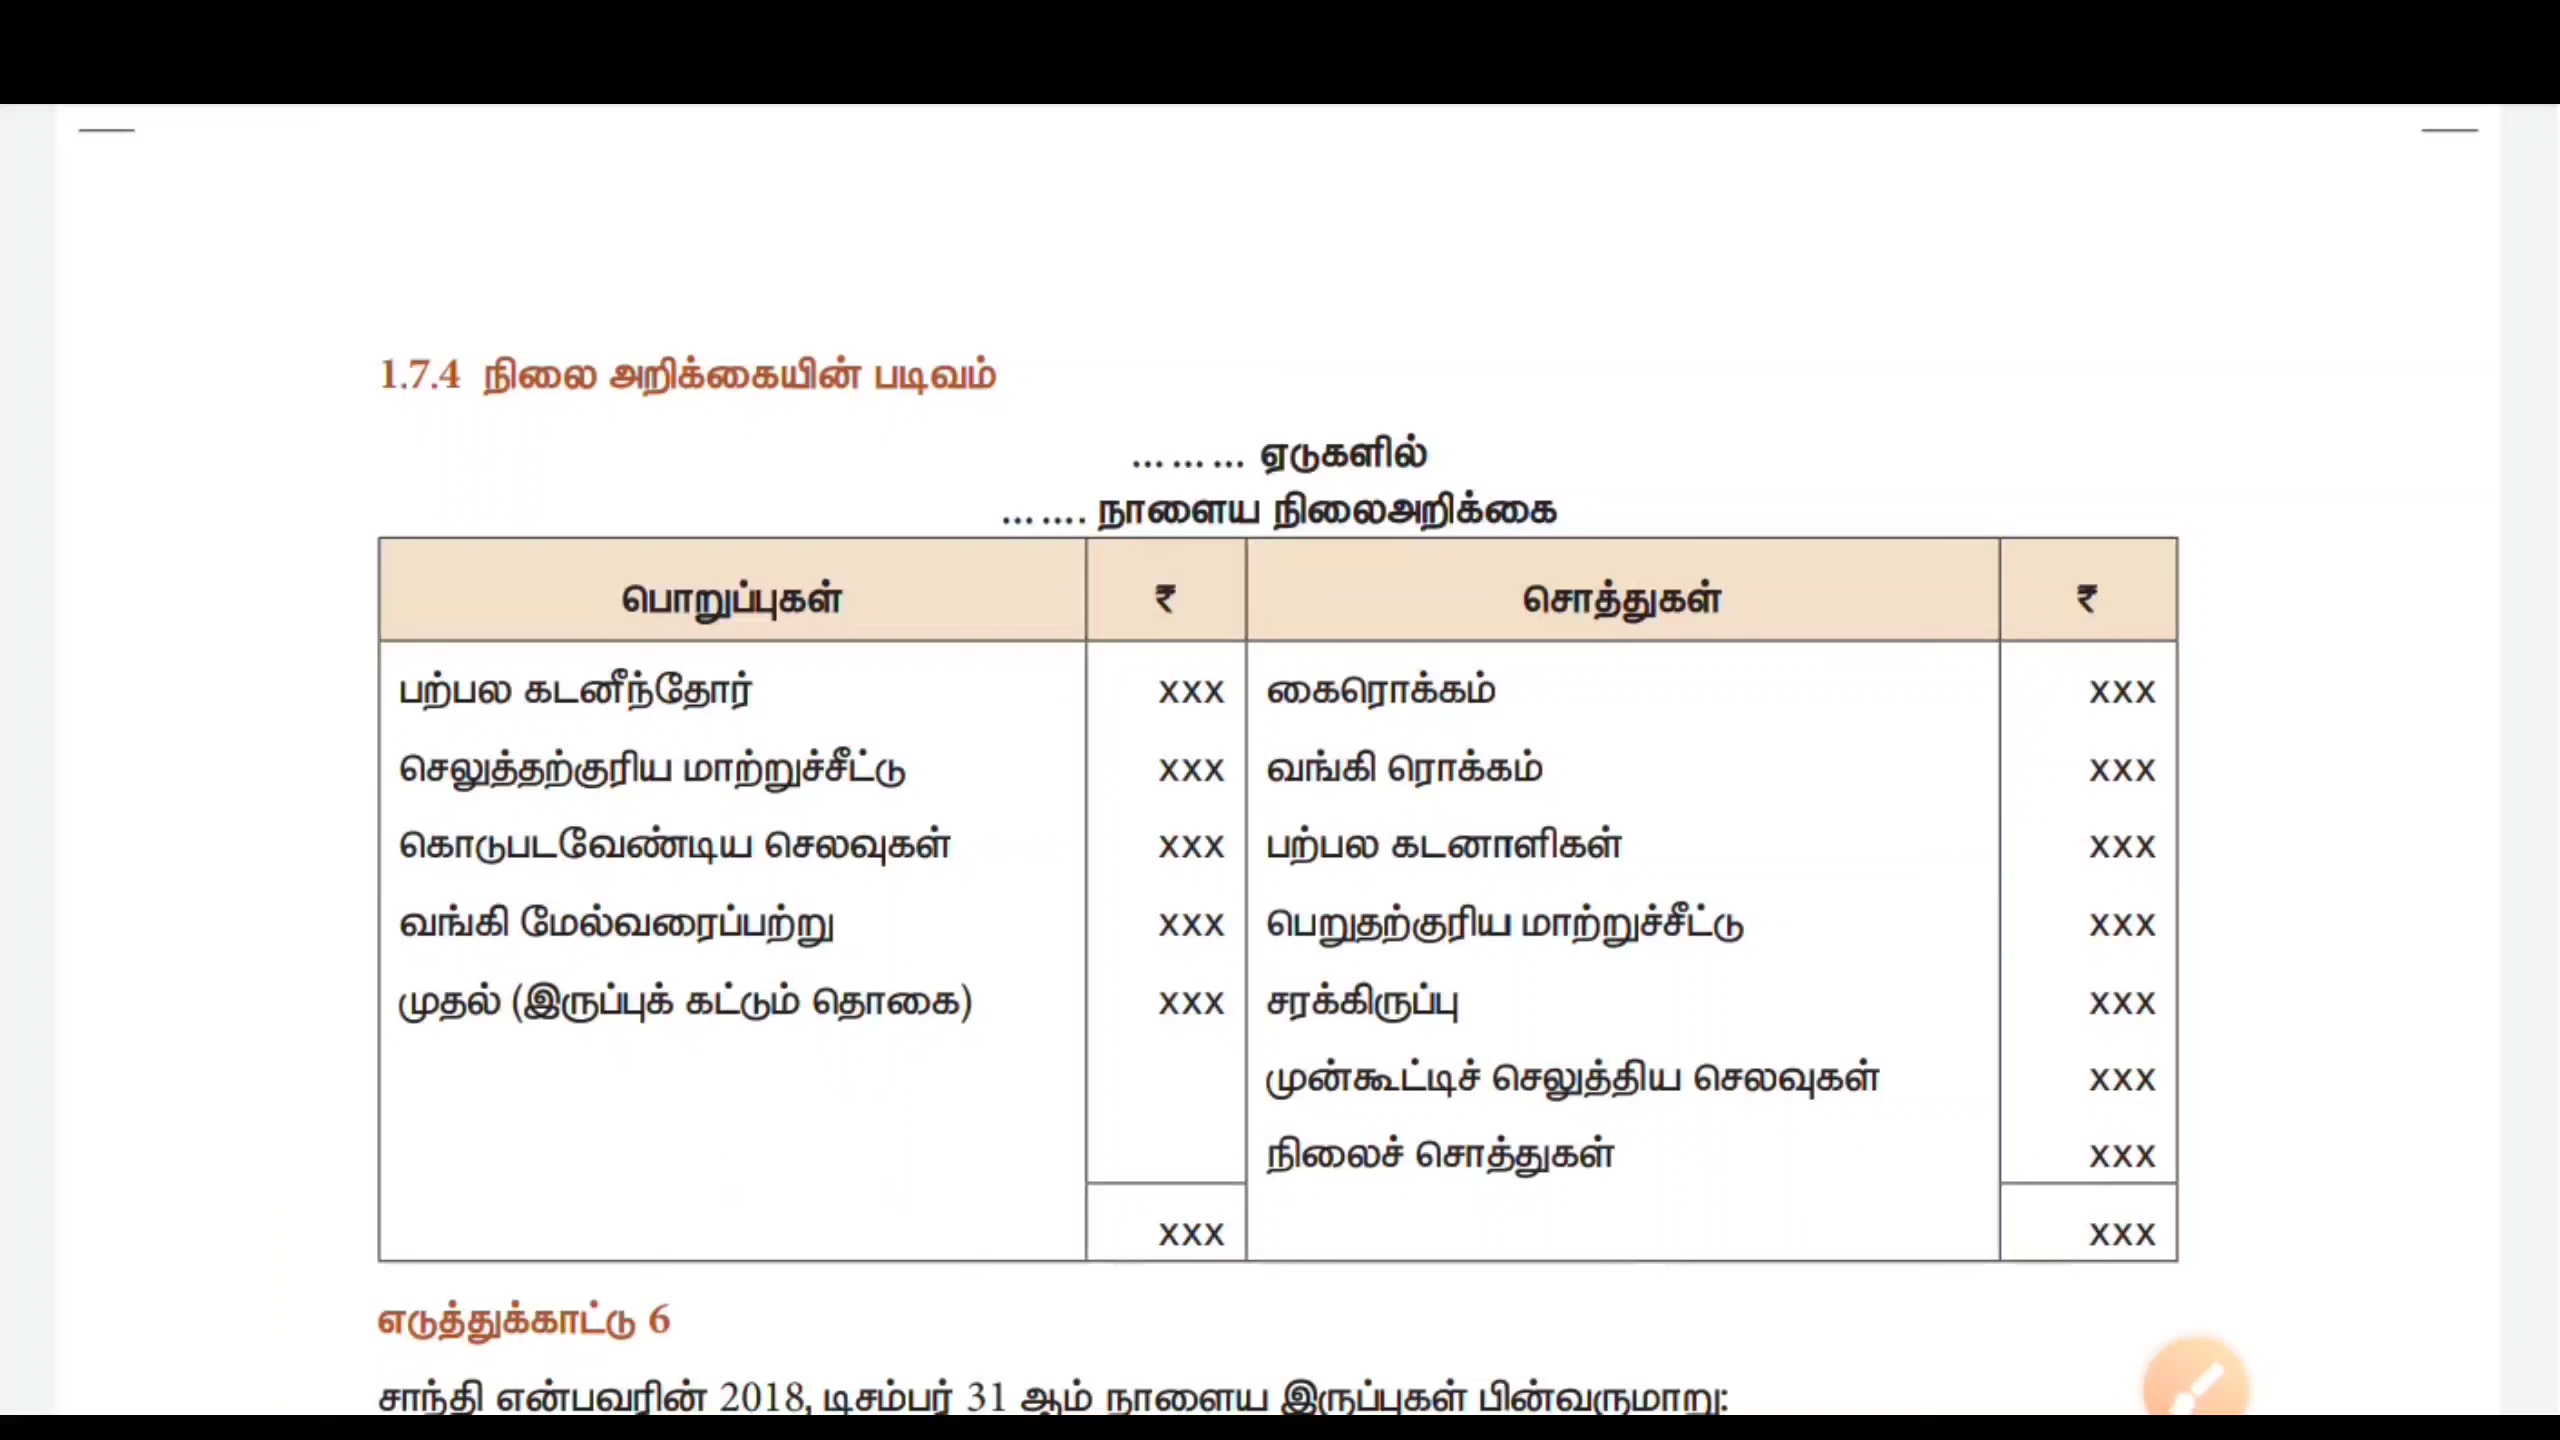 1.7.4 நிலை அறிக்கையின் படிவம்
... ... ... ஏடுகளில்
... .... நாளைய நிலைஅறிக்கை
பொறுப்புகள் ₹ சொத்துகள் ₹
பற்பல கடனீந்தோர் xxx கைரொக்கம் xxx
செலுத்தற்குரிய மாற்றுச்சீட்டு xxx வங்கி ரொக்கம் xxx
கொடுபடவேண்டிய செலவுகள் xxx பற்பல கடனாளிகள் xxx
வங்கி மேல்வரைப்பற்று xxx பெறுதற்குரிய மாற்றுச்சீட்டு xxx
முதல் (இருப்புக் கட்டும் தொகை) xxx சரக்கிருப்பு xxx
முன்கூட்டிச் செலுத்திய செலவுகள் xxx
நிலைச் சொத்துகள் xxx
xxx xxx
எடுத்துக்காட்டு 6
சாந்தி என்பவரின் 2018, டிசம்பர் 31 ஆம் நாளைய இருப்புகள் பின்வருமாறு: